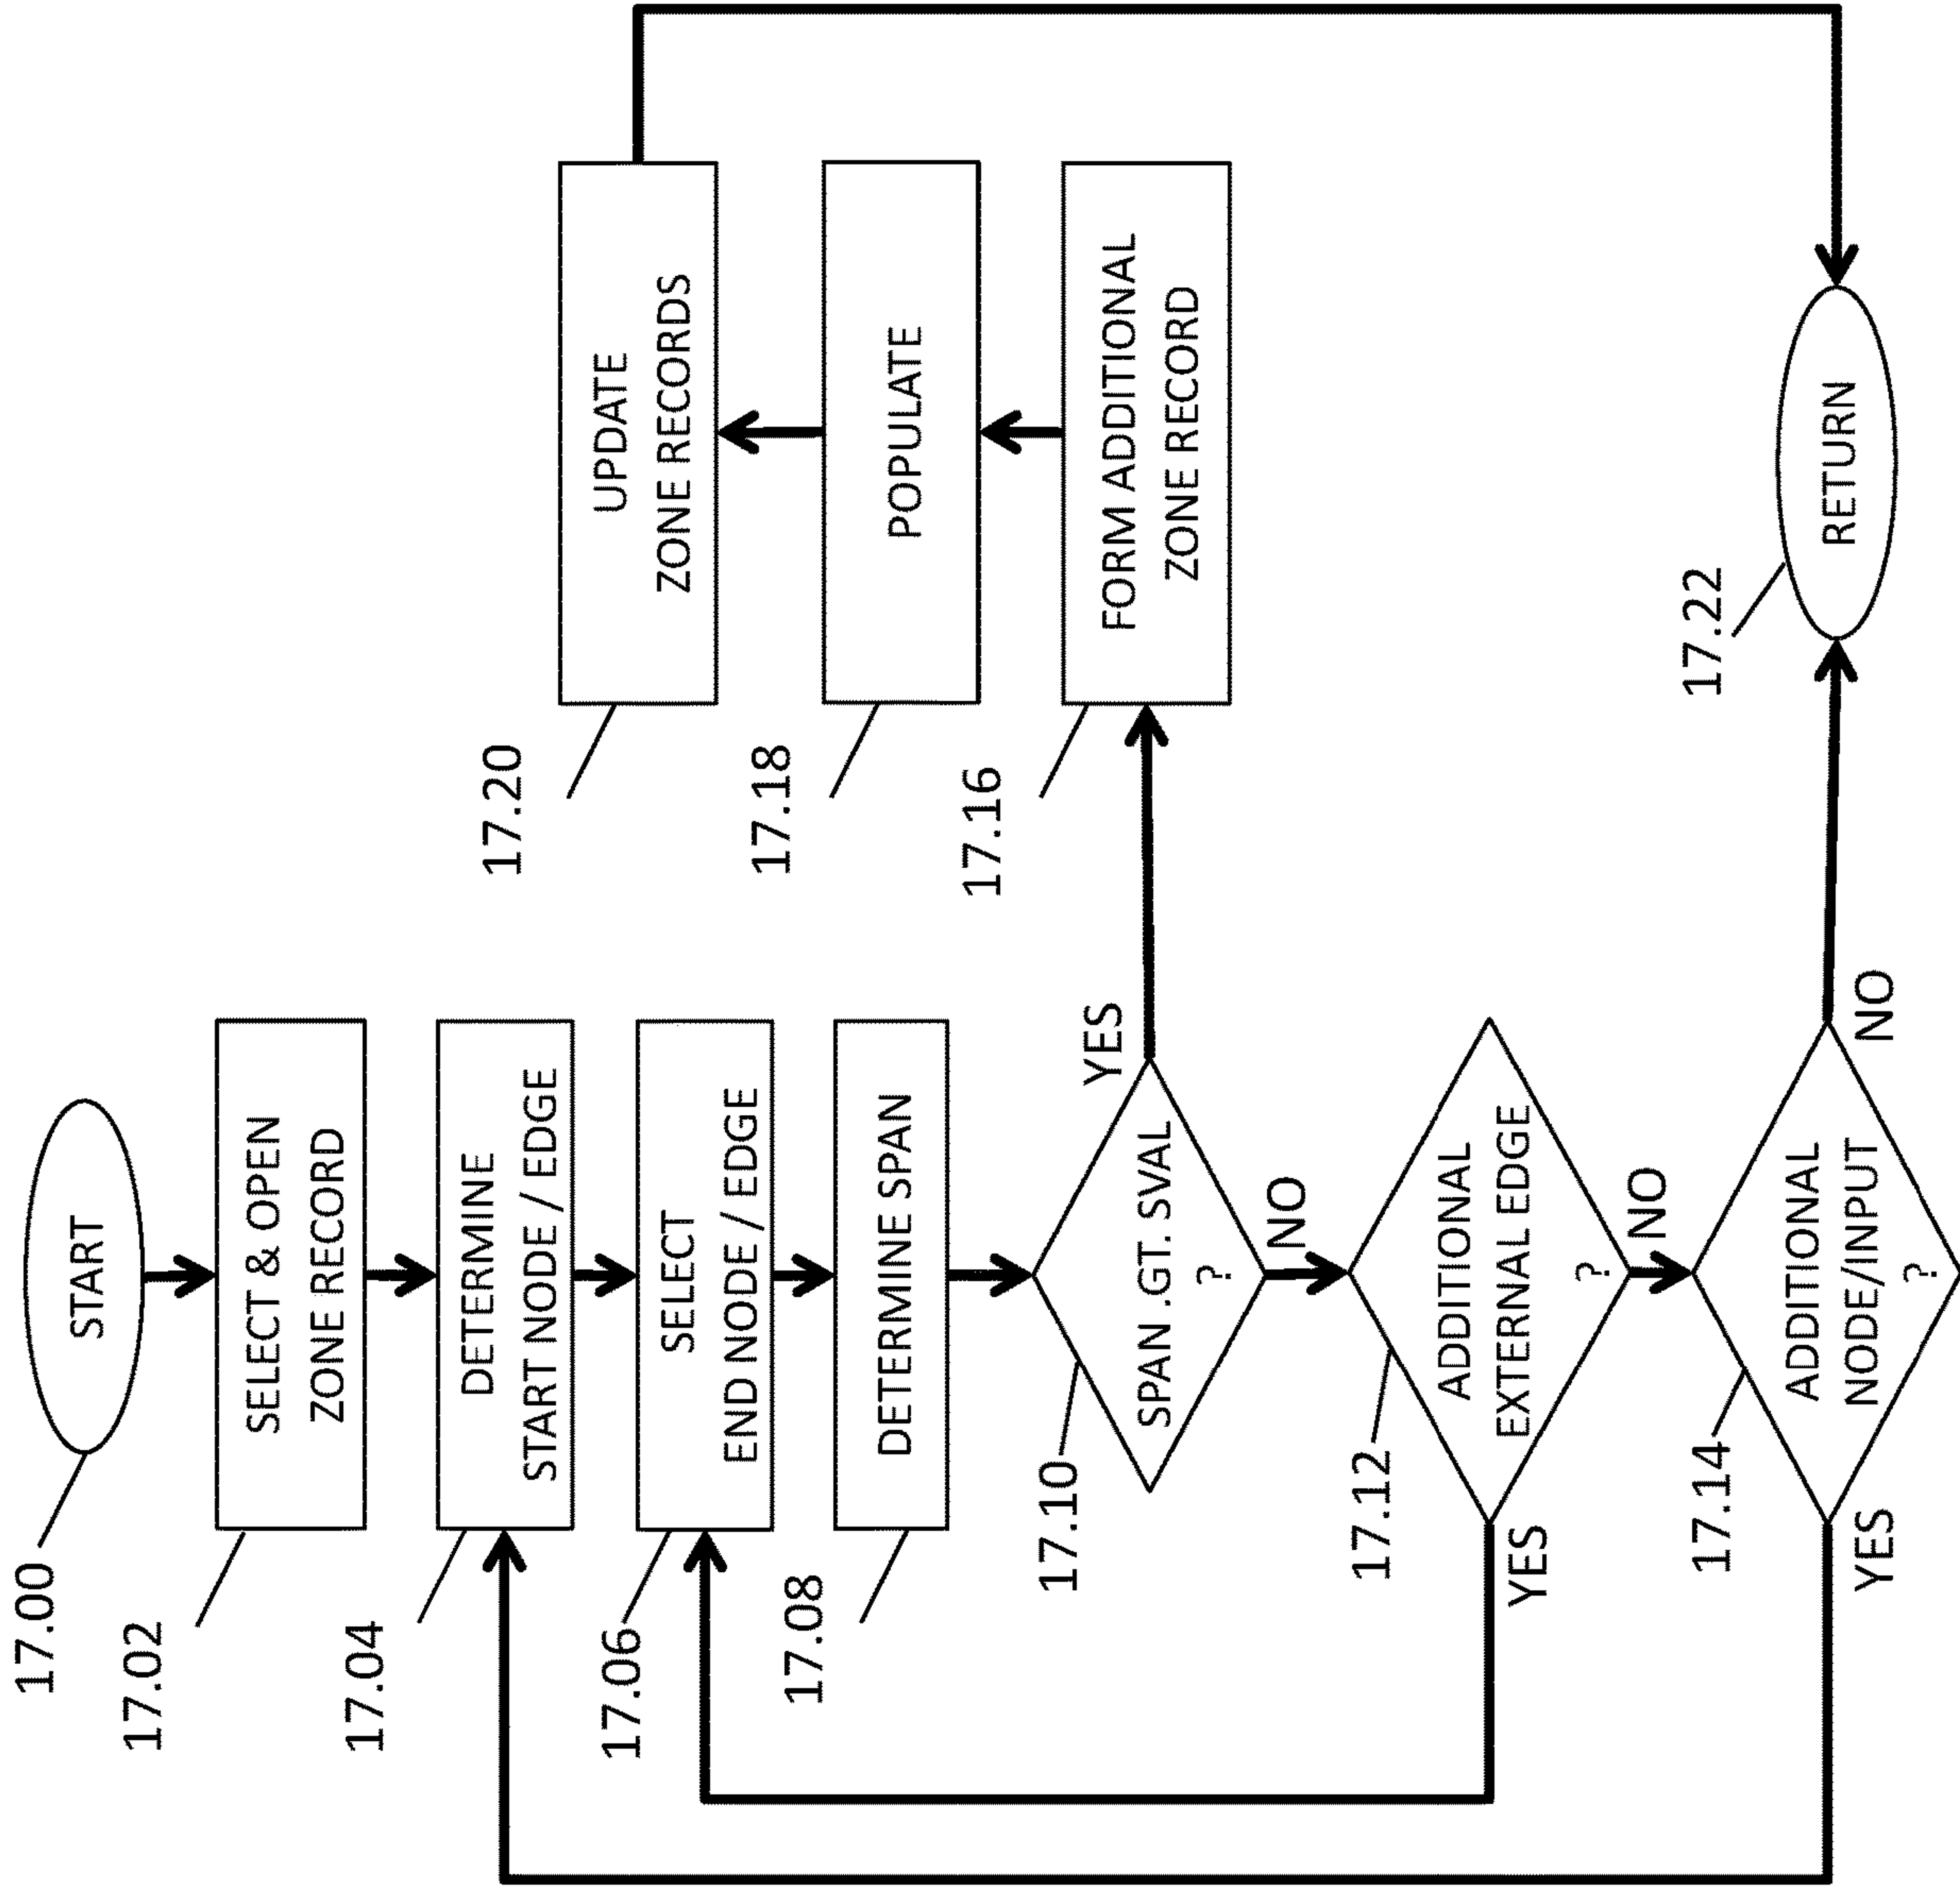 17.00
START
17.02
SELECT & OPEN
ZONE RECORD
17.04
DETERMINE
START NODE / EDGE
17.06
SELECT
END NODE / EDGE
17.08
DETERMINE SPAN
17.10
SPAN .GT. SVAL
?
YES
NO
17.12
ADDITIONAL
EXTERNAL EDGE
?
YES
NO
17.14
ADDITIONAL
NODE/INPUT
?
YES
NO
17.16
FORM ADDITIONAL
ZONE RECORD
17.18
POPULATE
17.20
UPDATE
ZONE RECORDS
17.22
RETURN